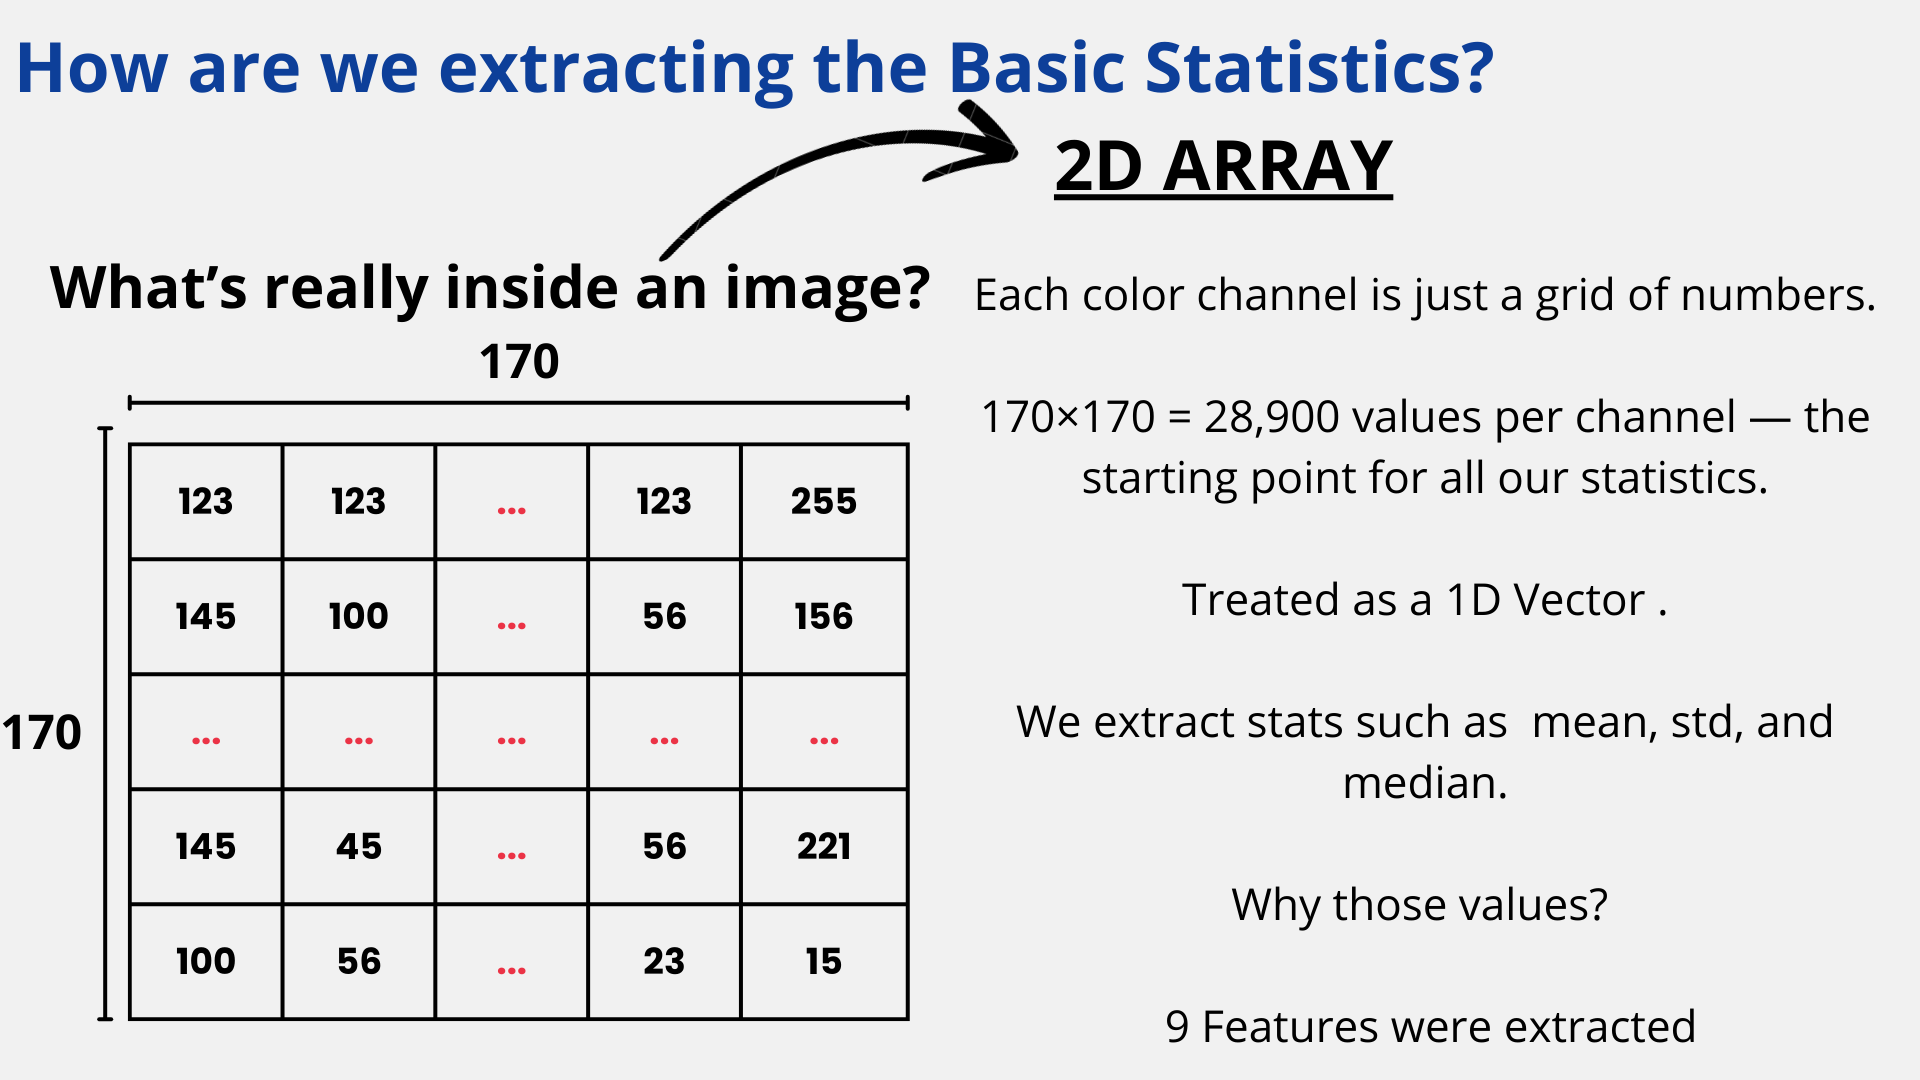 How are we extracting the Basic Statistics?
2D ARRAY
What’s really inside an image?
170
170
123 123 ... 123 255
145 100 ... 56 156
... ... ... ... ...
145 45 ... 56 221
100 56 ... 23 15
Each color channel is just a grid of numbers.
170×170 = 28,900 values per channel — the
starting point for all our statistics.
Treated as a 1D Vector .
We extract stats such as  mean, std, and
median.
Why those values?
9 Features were extracted